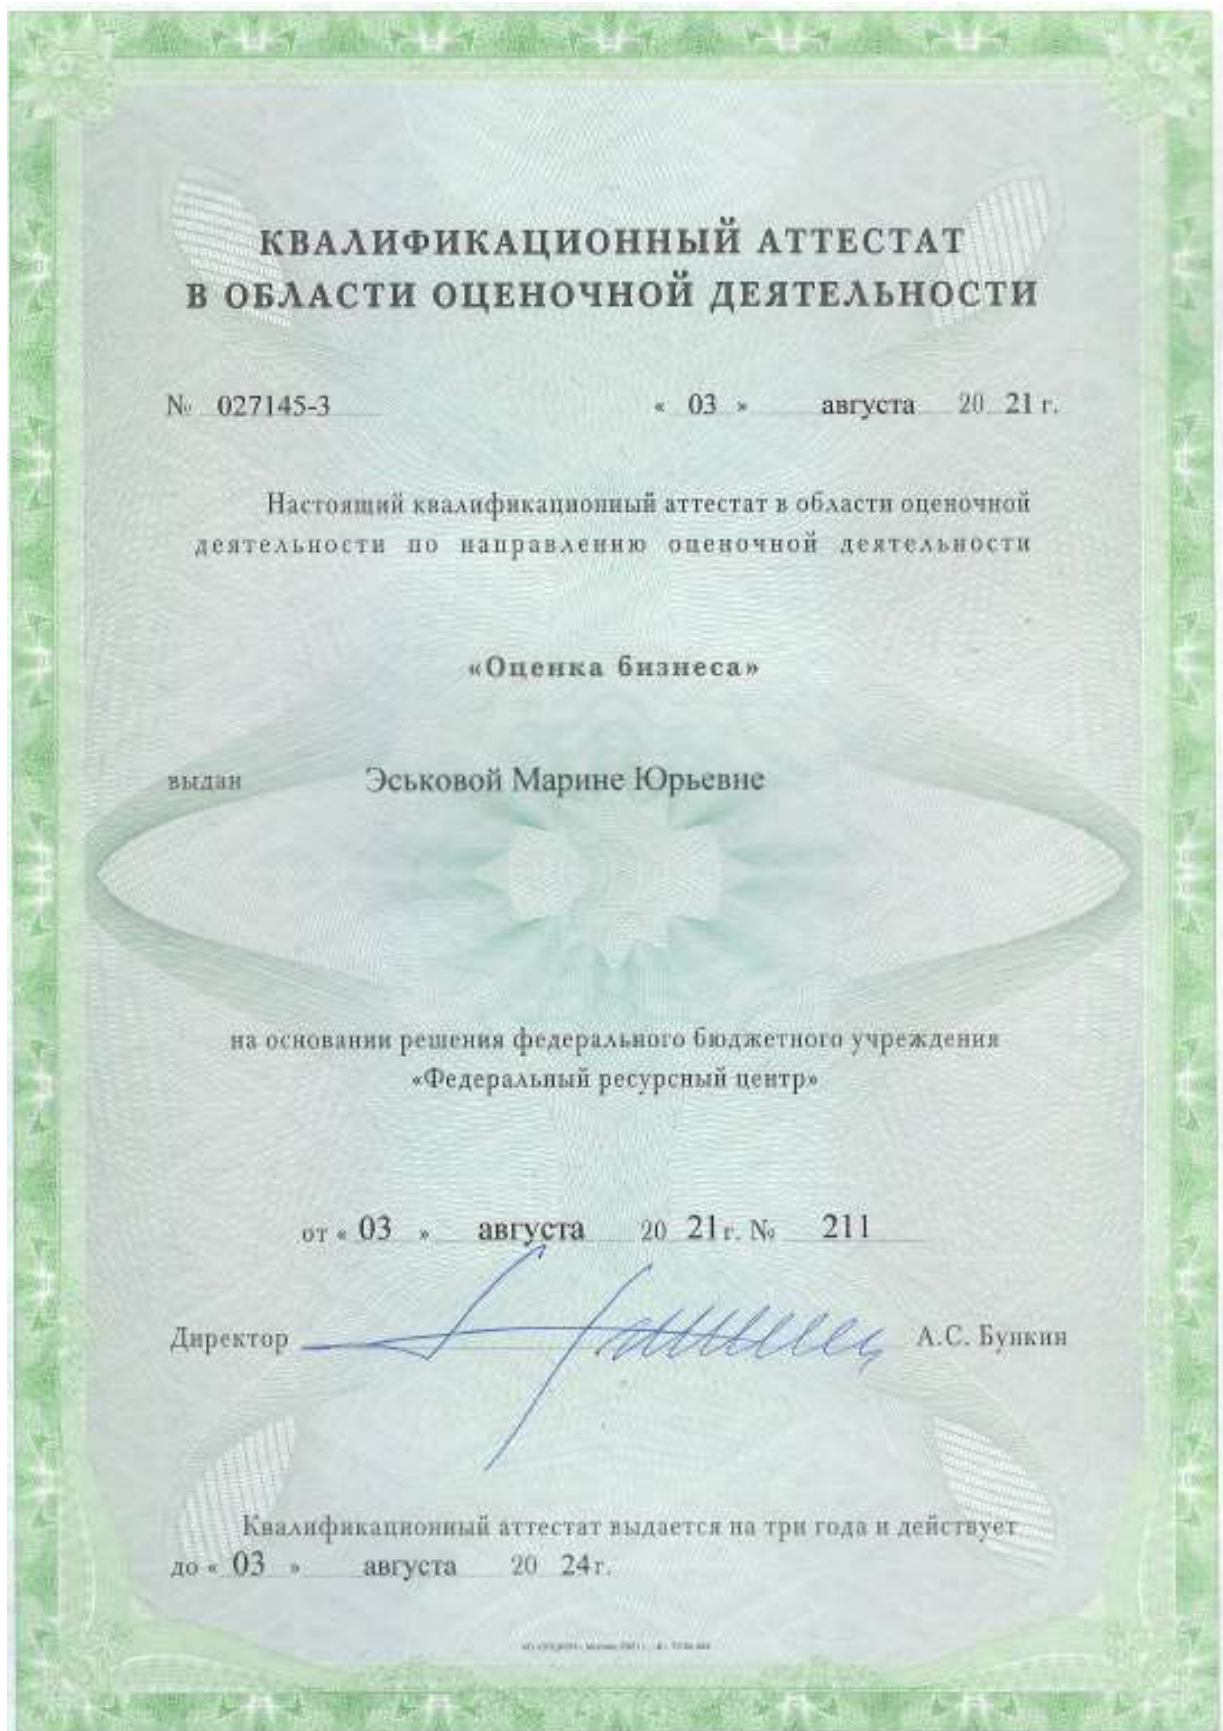 КВАЛИФИКАЦИОННЫЙ АТТЕСТАТ
В ОБЛАСТИ ОЦЕНОЧНОЙ ДЕЯТЕЛЬНОСТИ
№ 027145-3 « 03 » августа 20 21 г.
Настоящий квалификационный аттестат в области оценочной
деятельности по направлению оценочной деятельности
«Оценка бизнеса»
выдан Эськовой Марине Юрьевне
на основании решения федерального бюджетного учреждения
«Федеральный ресурсный центр»
от « 03 » августа 20 21 г. № 211
Директор А.С. Бункин
Квалификационный аттестат выдается на три года и действует
до « 03 » августа 20 24 г.